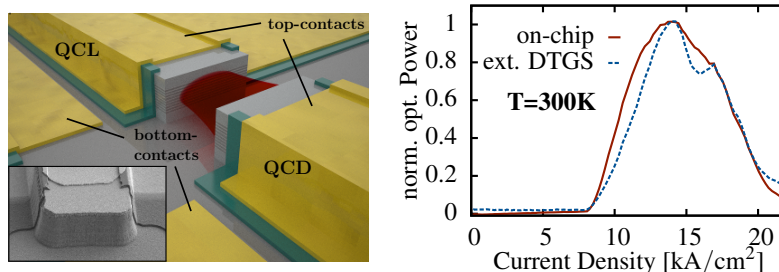 top-contacts
QCL
bottom-
contacts
QCD
norm. opt. Power
1
0.8
0.6
0.4
0.2
0
on-chip
ext. DTGS
T=300K
0 5 10 15 20
Current Density [kA/cm²]